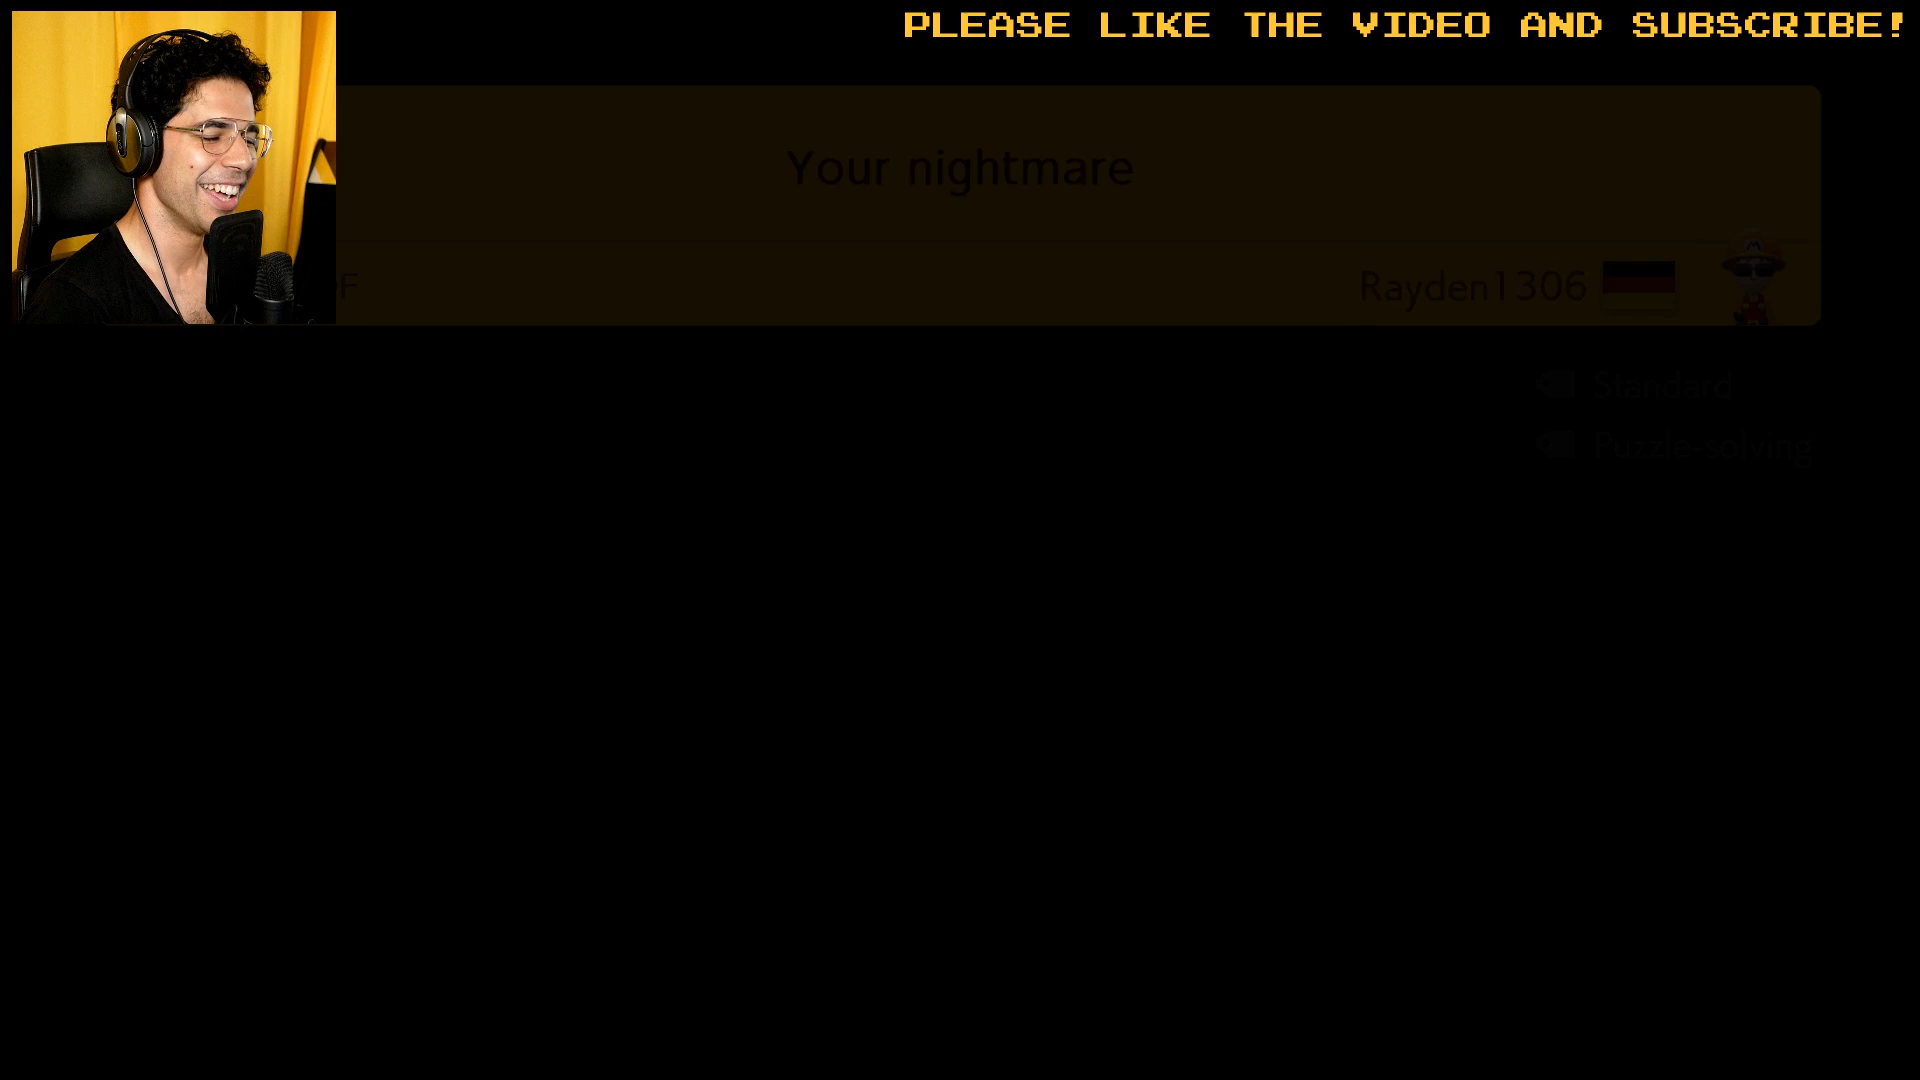 PLEASE LIKE THE VIDEO AND SUBSCRIBE!
Your nightmare
F
Rayden1306
Standard
Puzzle-solving